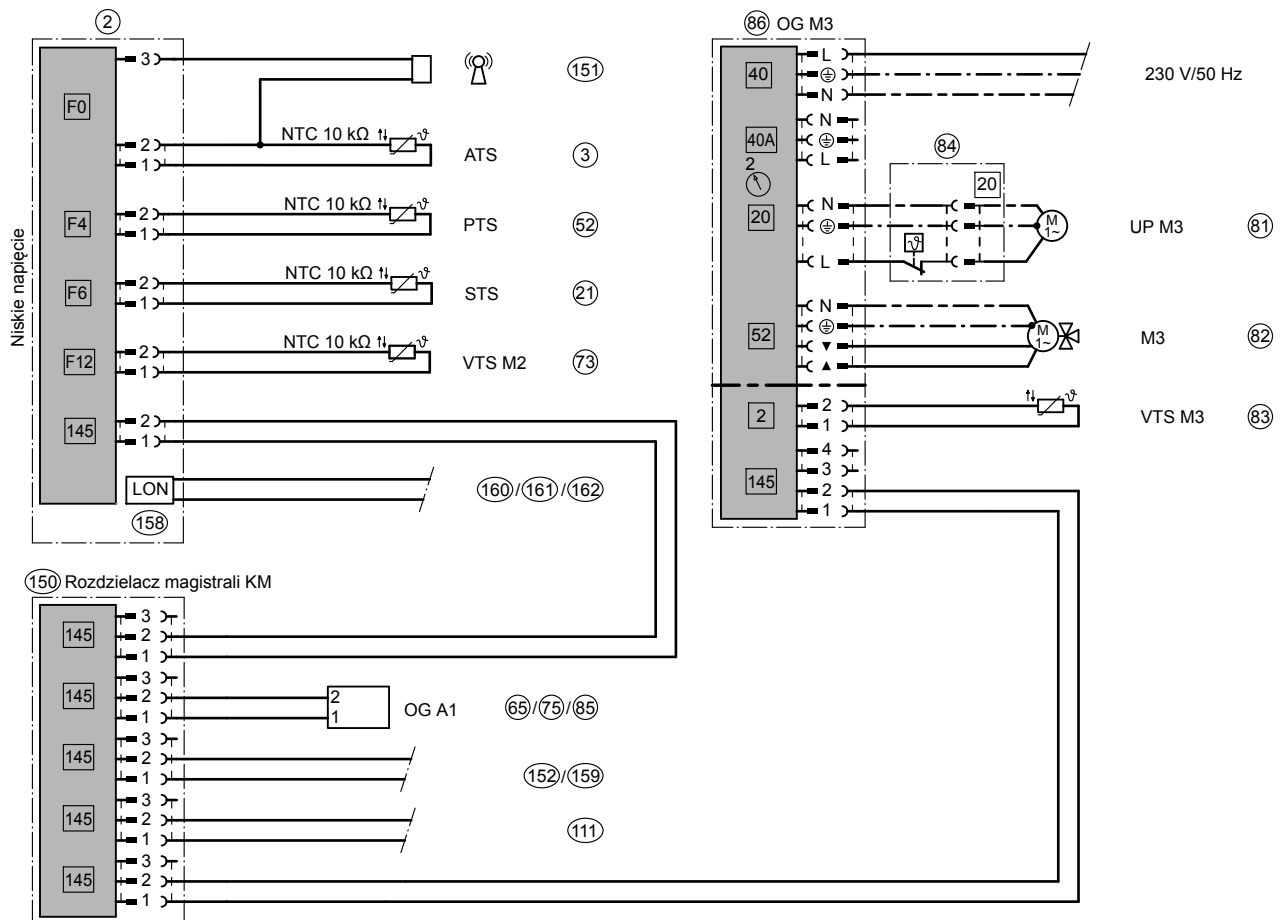 2
Niskie napięcie
3
151
F0
2 NTC 10 kΩ ϑ
1
ATS 3
F4
2 NTC 10 kΩ ϑ
1
PTS 52
F6
2 NTC 10 kΩ ϑ
1
STS 21
F12
2 NTC 10 kΩ ϑ
1
VTS M2 73
145
2
1
LON
158
160/161/162
150 Rozdzielacz magistrali KM
145
3
2
1
145
3
2
1
2
1
OG A1 65/75/85
145
3
2
1
152/159
145
3
2
1
111
145
3
2
1
86 OG M3
40
L
N
230 V/50 Hz
40A
N
L
2
84
20
20
N
L
ϑ
M
1~
UP M3 81
52
N
▼
▲
M
1~
M3 82
2
2
1
ϑ
VTS M3 83
145
4
3
2
1